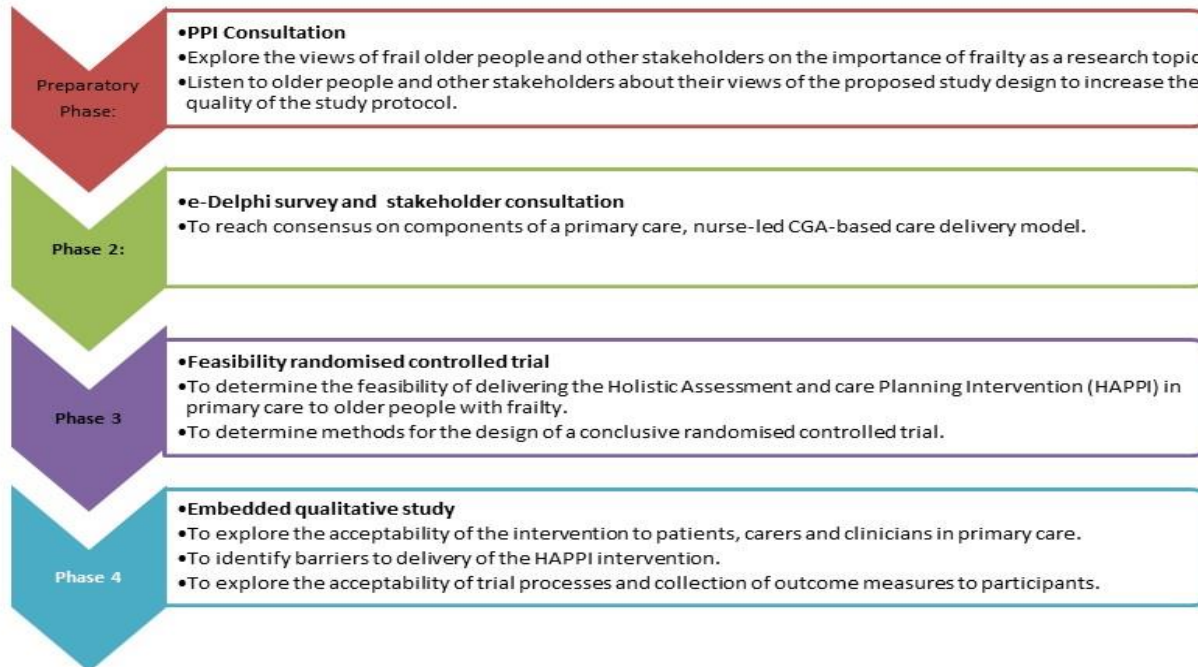 Preparatory
Phase:
•PPI Consultation
•Explore the views of frail older people and other stakeholders on the importance of frailty as a research topic
•Listen to older people and other stakeholders about their views of the proposed study design to increase the
quality of the study protocol.
Phase 2:
•e-Delphi survey and stakeholder consultation
•To reach consensus on components of a primary care, nurse-led CGA-based care delivery model.
Phase 3
•Feasibility randomised controlled trial
•To determine the feasibility of delivering the Holistic Assessment and care Planning Intervention (HAPPI) in
primary care to older people with frailty.
•To determine methods for the design of a conclusive randomised controlled trial.
Phase 4
•Embedded qualitative study
•To explore the acceptability of the intervention to patients, carers and clinicians in primary care.
•To identify barriers to delivery of the HAPPI intervention.
•To explore the acceptability of trial processes and collection of outcome measures to participants.